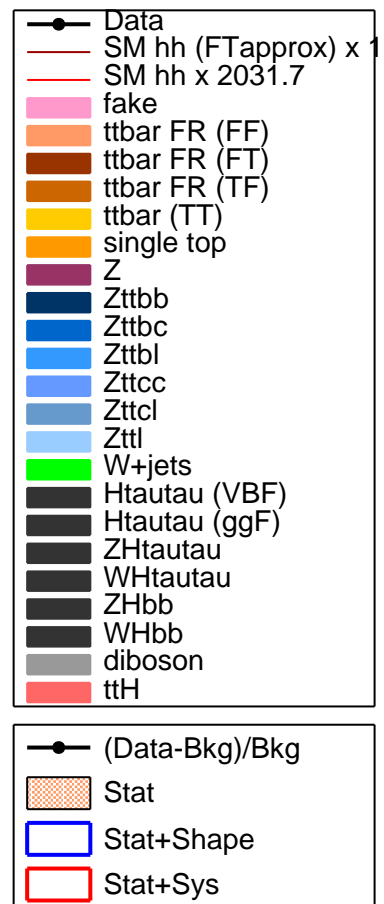 Data
SM hh (FTapprox) x 1
SM hh x 2031.7
fake
ttbar FR (FF)
ttbar FR (FT)
ttbar FR (TF)
ttbar (TT)
single top
Z
Zttbb
Zttbc
Zttbl
Zttcc
Zttcl
Zttl
W+jets
Htautau (VBF)
Htautau (ggF)
ZHtautau
WHtautau
ZHbb
WHbb
diboson
ttH
(Data-Bkg)/Bkg
Stat
Stat+Shape
Stat+Sys